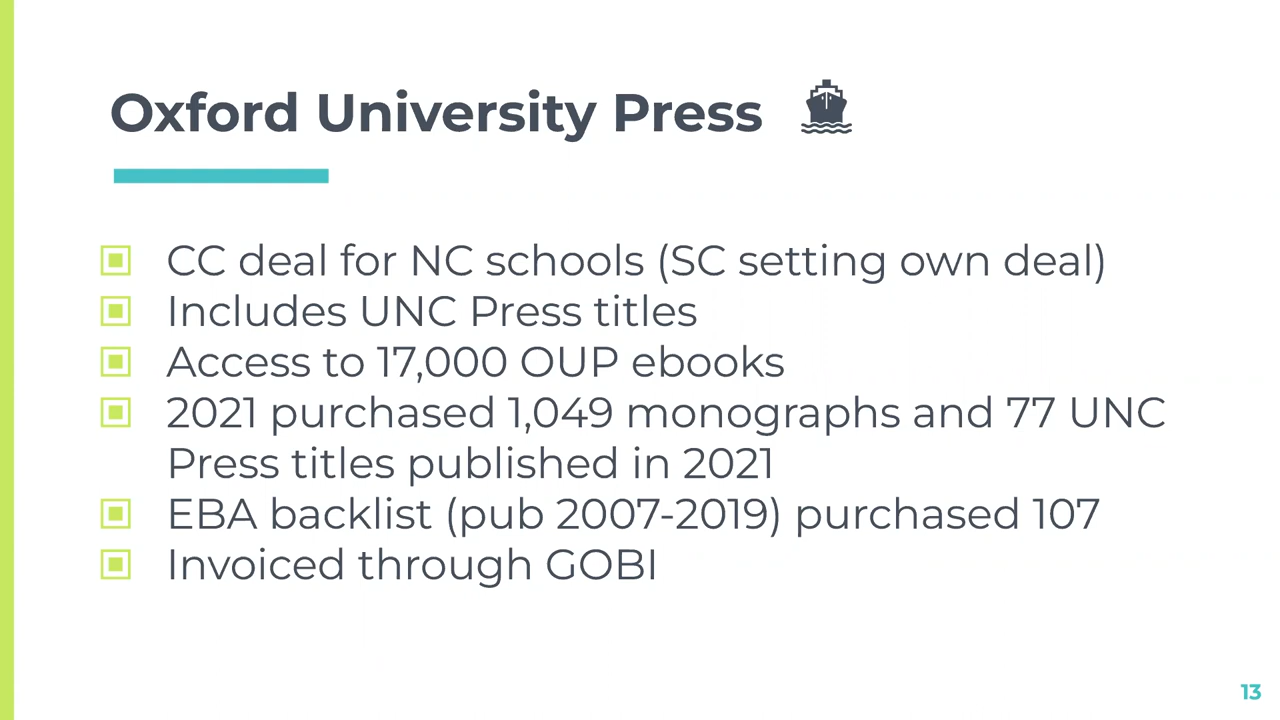 Oxford University Press
CC deal for NC schools (SC setting own deal)
Includes UNC Press titles
Access to 17,000 OUP ebooks
2021 purchased 1,049 monographs and 77 UNC
Press titles published in 2021
EBA backlist (pub 2007-2019) purchased 107
Invoiced through GOBI
13